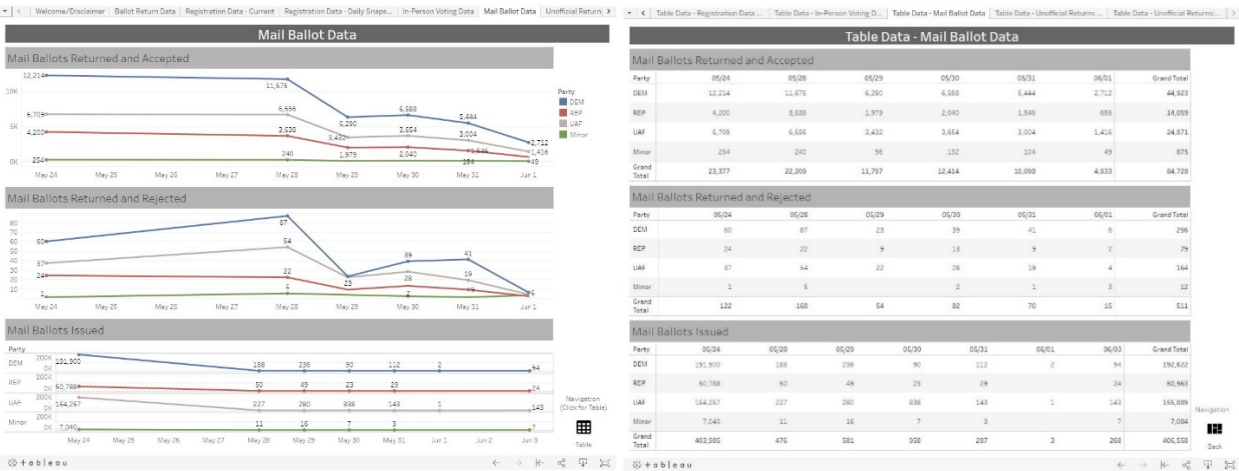 Welcome/Disclaimer Ballot Return Data Registration Data - Current Registration Data - Daily Snaps... In-Person Voting Data Mail Ballot Data Unofficial Return
Mail Ballot Data
Mail Ballots Returned and Accepted
12,214
11,675
10K
6,709
6,656
6,290
6,588
5,444
5K
4,200
3,638
3,432
3,654
3,004
2,712
1,979
2,040
1,546
1,416
254
240
184
49
0K
May 24 May 25 May 26 May 27 May 28 May 29 May 30 May 31 Jun 1
Party
DEM
REP
UAF
Minor
Mail Ballots Returned and Rejected
80
70
60
50
40
30
20
10
60
87
39
41
37
54
23
28
19
6
24
22
1
2
May 24 May 25 May 26 May 27 May 28 May 29 May 30 May 31 Jun 1
Mail Ballots Issued
Party
DEM 200K 0K 191,900 188 236 90 112 2 94
REP 200K 0K 50,788 50 49 23 29 24
UAF 200K 0K 154,257 227 280 838 143 1 143
Minor 200K 0K 7,040 11 16 7 3 7
May 24 May 25 May 26 May 27 May 28 May 29 May 30 May 31 Jun 1 Jun 2 Jun 3
Navigation
(Click for Table)
Table
+ableau
Table Data - Registration Data ... Table Data - In-Person Voting D... Table Data - Mail Ballot Data Table Data - Unofficial Returns ... Table Data - Unofficial Returns:...
Table Data - Mail Ballot Data
Mail Ballots Returned and Accepted
Party 05/24 05/28 05/29 05/30 05/31 06/01 Grand Total
DEM 12,214 11,675 6,290 6,588 5,444 2,712 44,923
REP 4,200 3,638 1,979 2,040 1,546 656 14,059
UAF 6,709 6,656 3,432 3,654 3,004 1,416 24,871
Minor 254 240 96 132 104 49 875
Grand Total 23,377 22,209 11,797 12,414 10,098 4,833 84,728
Mail Ballots Returned and Rejected
Party 05/24 05/28 05/29 05/30 05/31 06/01 Grand Total
DEM 60 87 23 39 41 6 256
REP 24 22 9 13 9 2 79
UAF 37 54 22 28 19 4 164
Minor 1 5 2 1 3 12
Grand Total 122 168 54 82 70 15 511
Mail Ballots Issued
Party 05/24 05/28 05/29 05/30 05/31 06/01 06/03 Grand Total
DEM 191,900 188 236 90 112 2 94 192,622
REP 50,788 50 49 23 29 24 50,963
UAF 154,257 227 280 838 143 1 143 155,889
Minor 7,040 11 16 7 3 7 7,084
Grand Total 403,985 476 581 958 287 3 268 406,558
Navigation
Back
+ableau